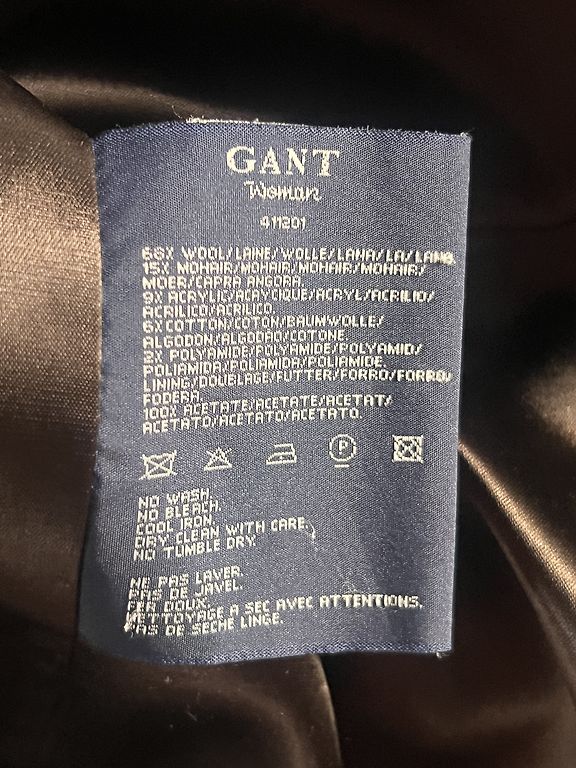 GANT
Woman
411201
68% WOOL/LAINE/WOLLE/LANA/LA/LANA.
15% MOHAIR/MOHAIR/MOHAIR/MOHAIR/
MOER/CAPRA ANGORA.
9% ACRYLIC/ACAYCIQUE/ACRYL/ACRILIO/
ACRILICO/ACRILICO.
6% COTTON/COTON/BAUMWOLLE/
ALGODON/ALGODAO/COTONE.
2% POLYAMIDE/POLYAMIDE/POLYAMID/
POLIAMIDA/POLIAMIDA/POLIAMIDE.
LINING/DOUBLAGE/FUTTER/FORRO/FORRO/
FODERA.
100% ACETATE/ACETATE/ACETAT/
ACETATO/ACETATO/ACETATO.
P
NO WASH.
NO BLEACH.
COOL IRON.
DRY CLEAN WITH CARE.
NO TUMBLE DRY.
NE PAS LAVER.
PAS DE JAVEL.
FER DOUX.
NETTOYAGE A SEC AVEC ATTENTIONS.
PAS DE SECHE LINGE.